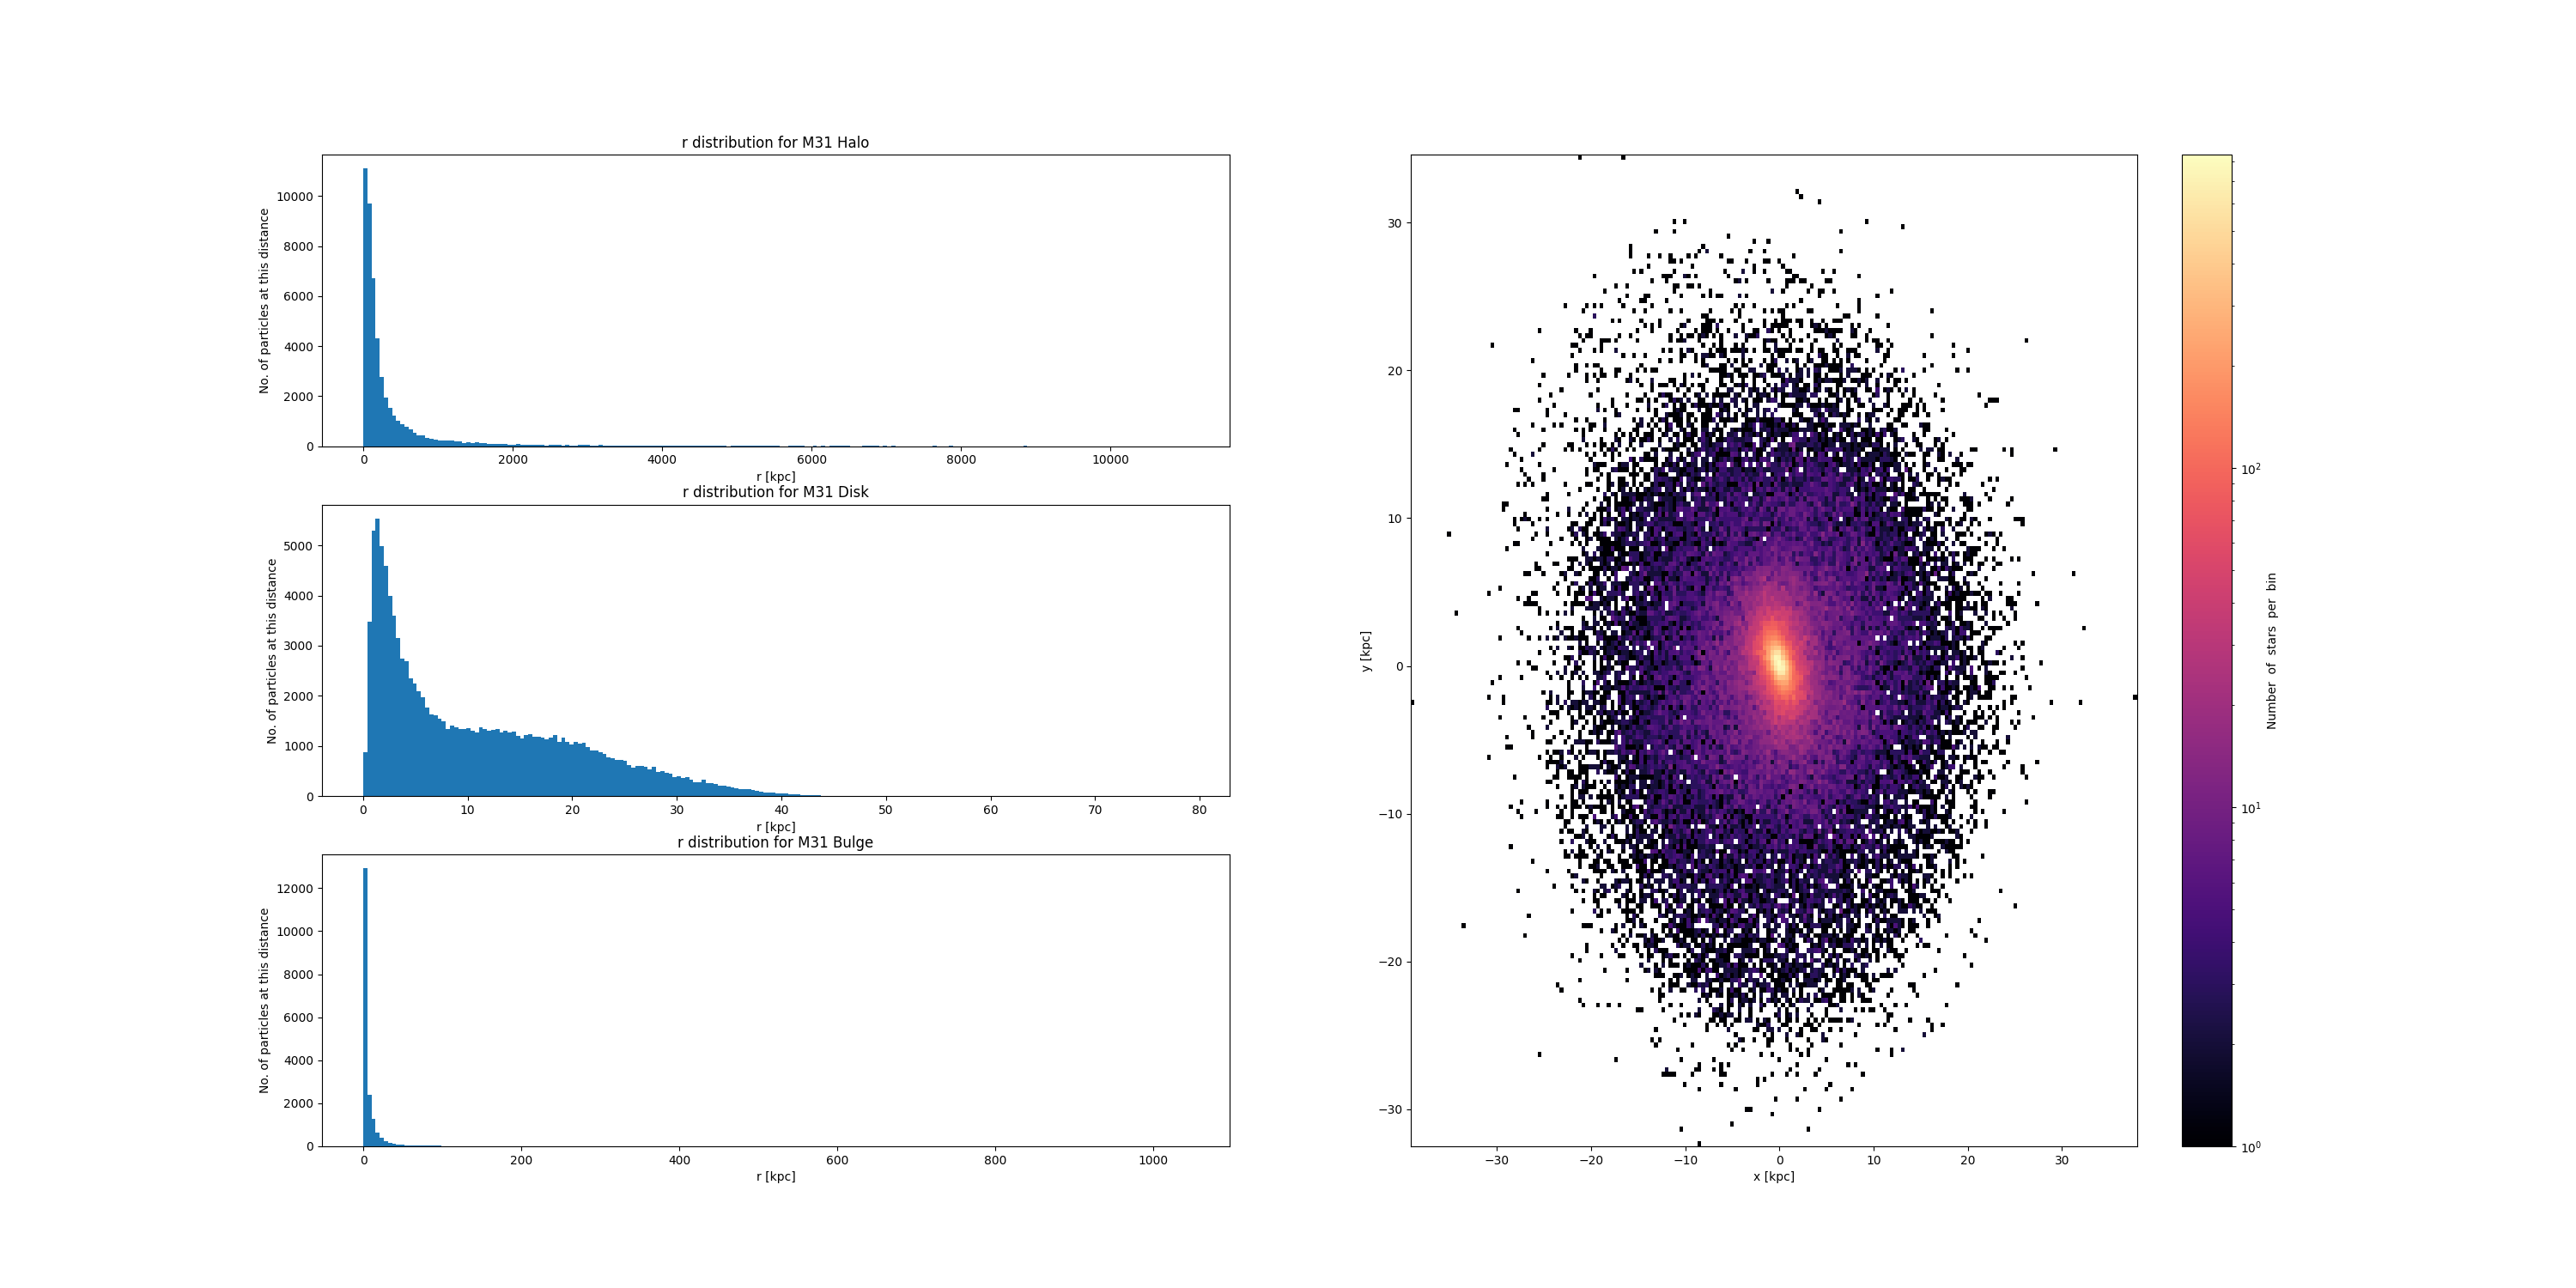 r distribution for M31 Halo
No. of particles at this distance
10000
8000
6000
4000
2000
0
0 2000 4000 6000 8000 10000
r [kpc]
r distribution for M31 Disk
No. of particles at this distance
5000
4000
3000
2000
1000
0
0 10 20 30 40 50 60 70 80
r [kpc]
r distribution for M31 Bulge
No. of particles at this distance
12000
10000
8000
6000
4000
2000
0
0 200 400 600 800 1000
r [kpc]
y [kpc]
30
20
10
0
−10
−20
−30
−30 −20 −10 0 10 20 30
x [kpc]
10²
10¹
10⁰
Number of stars per bin